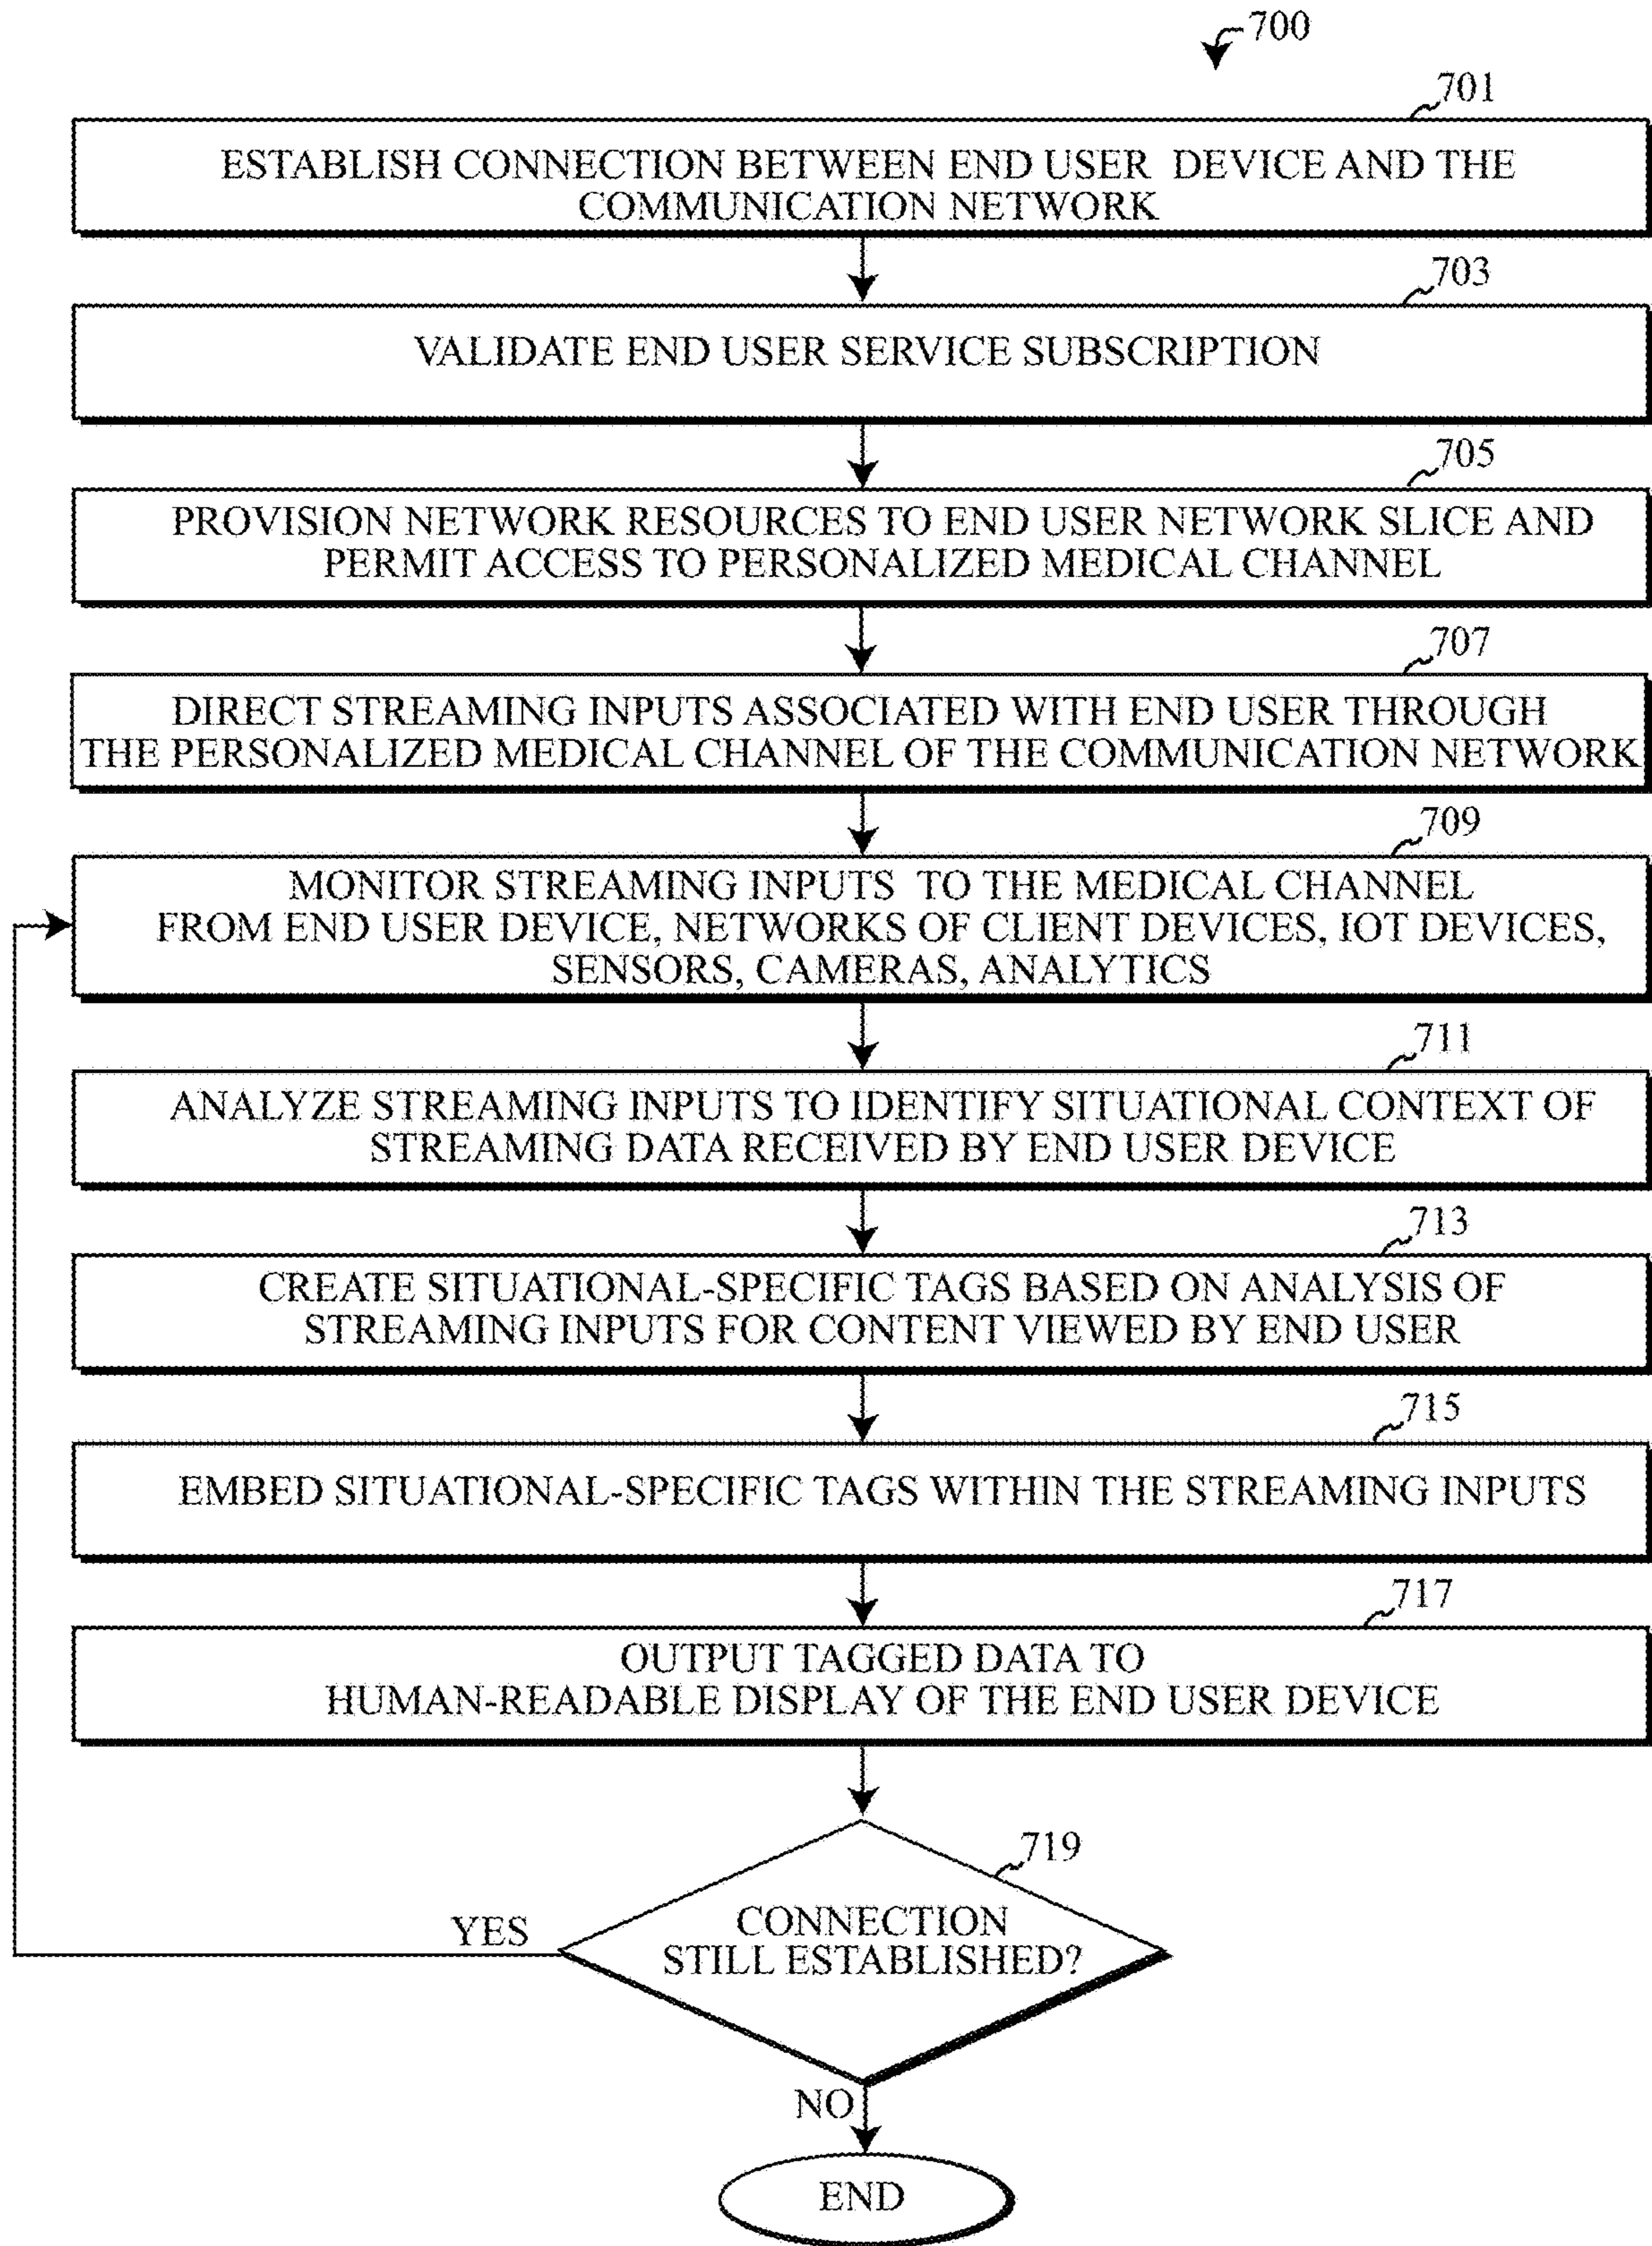 700
701
ESTABLISH CONNECTION BETWEEN END USER DEVICE AND THE
COMMUNICATION NETWORK
703
VALIDATE END USER SERVICE SUBSCRIPTION
705
PROVISION NETWORK RESOURCES TO END USER NETWORK SLICE AND
PERMIT ACCESS TO PERSONALIZED MEDICAL CHANNEL
707
DIRECT STREAMING INPUTS ASSOCIATED WITH END USER THROUGH
THE PERSONALIZED MEDICAL CHANNEL OF THE COMMUNICATION NETWORK
709
MONITOR STREAMING INPUTS TO THE MEDICAL CHANNEL
FROM END USER DEVICE, NETWORKS OF CLIENT DEVICES, IOT DEVICES,
SENSORS, CAMERAS, ANALYTICS
711
ANALYZE STREAMING INPUTS TO IDENTIFY SITUATIONAL CONTEXT OF
STREAMING DATA RECEIVED BY END USER DEVICE
713
CREATE SITUATIONAL-SPECIFIC TAGS BASED ON ANALYSIS OF
STREAMING INPUTS FOR CONTENT VIEWED BY END USER
715
EMBED SITUATIONAL-SPECIFIC TAGS WITHIN THE STREAMING INPUTS
717
OUTPUT TAGGED DATA TO
HUMAN-READABLE DISPLAY OF THE END USER DEVICE
719
YES
CONNECTION
STILL ESTABLISHED?
NO
END